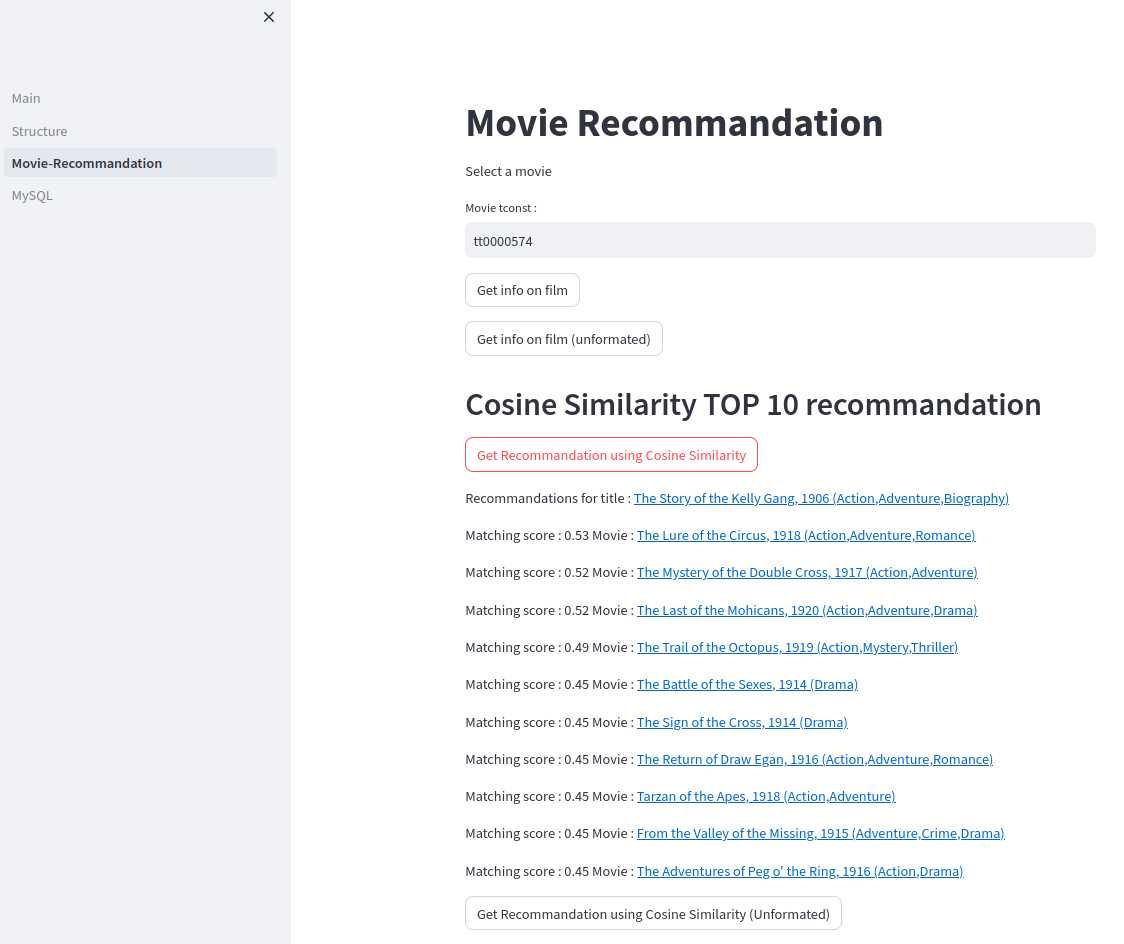 Main
Structure
Movie-Recommandation
MySQL
Movie Recommandation
Select a movie
Movie tconst :
tt0000574
Get info on film
Get info on film (unformated)
Cosine Similarity TOP 10 recommandation
Get Recommandation using Cosine Similarity
Recommandations for title : The Story of the Kelly Gang, 1906 (Action,Adventure,Biography)
Matching score : 0.53 Movie : The Lure of the Circus, 1918 (Action,Adventure,Romance)
Matching score : 0.52 Movie : The Mystery of the Double Cross, 1917 (Action,Adventure)
Matching score : 0.52 Movie : The Last of the Mohicans, 1920 (Action,Adventure,Drama)
Matching score : 0.49 Movie : The Trail of the Octopus, 1919 (Action,Mystery,Thriller)
Matching score : 0.45 Movie : The Battle of the Sexes, 1914 (Drama)
Matching score : 0.45 Movie : The Sign of the Cross, 1914 (Drama)
Matching score : 0.45 Movie : The Return of Draw Egan, 1916 (Action,Adventure,Romance)
Matching score : 0.45 Movie : Tarzan of the Apes, 1918 (Action,Adventure)
Matching score : 0.45 Movie : From the Valley of the Missing, 1915 (Adventure,Crime,Drama)
Matching score : 0.45 Movie : The Adventures of Peg o' the Ring, 1916 (Action,Drama)
Get Recommandation using Cosine Similarity (Unformated)